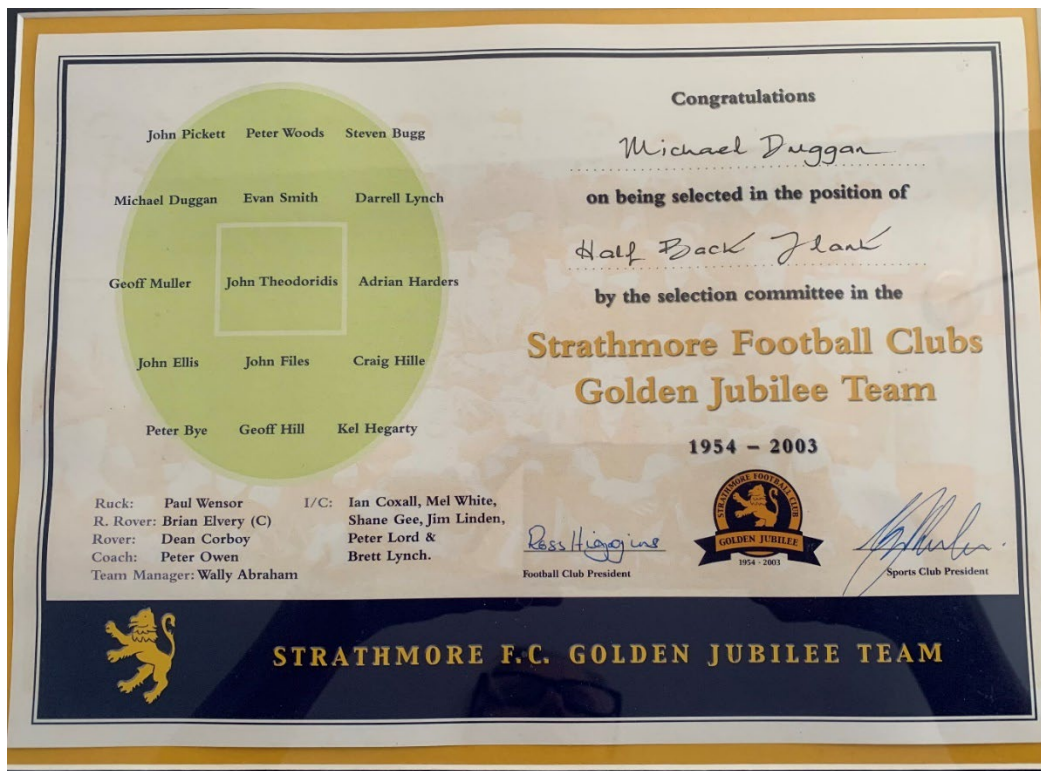 John Pickett Peter Woods Steven Bugg
Michael Duggan Evan Smith Darrell Lynch
Geoff Muller John Theodoridis Adrian Harders
John Ellis John Files Craig Hille
Peter Bye Geoff Hill Kel Hegarty
Ruck: Paul Wensor
R. Rover: Brian Elvery (C)
Rover: Dean Corboy
Coach: Peter Owen
Team Manager: Wally Abraham
I/C: Ian Coxall, Mel White,
Shane Gee, Jim Linden,
Peter Lord &
Brett Lynch.
Congratulations
Michael Duggan
on being selected in the position of
Half Back Flank
by the selection committee in the
Strathmore Football Clubs
Golden Jubilee Team
1954 – 2003
Ross Higgins
Football Club President
STRATHMORE FOOTBALL CLUB
GOLDEN JUBILEE
1954 - 2003
Sports Club President
STRATHMORE F.C. GOLDEN JUBILEE TEAM